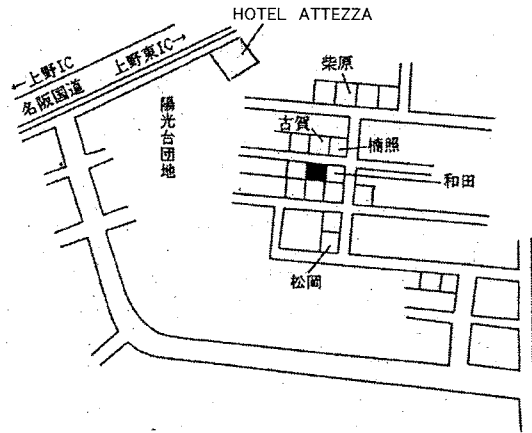 HOTEL ATTEZZA
←上野IC
上野東IC→
名阪国道
陽光台団地
柴原
古賀
楠照
和田
松岡